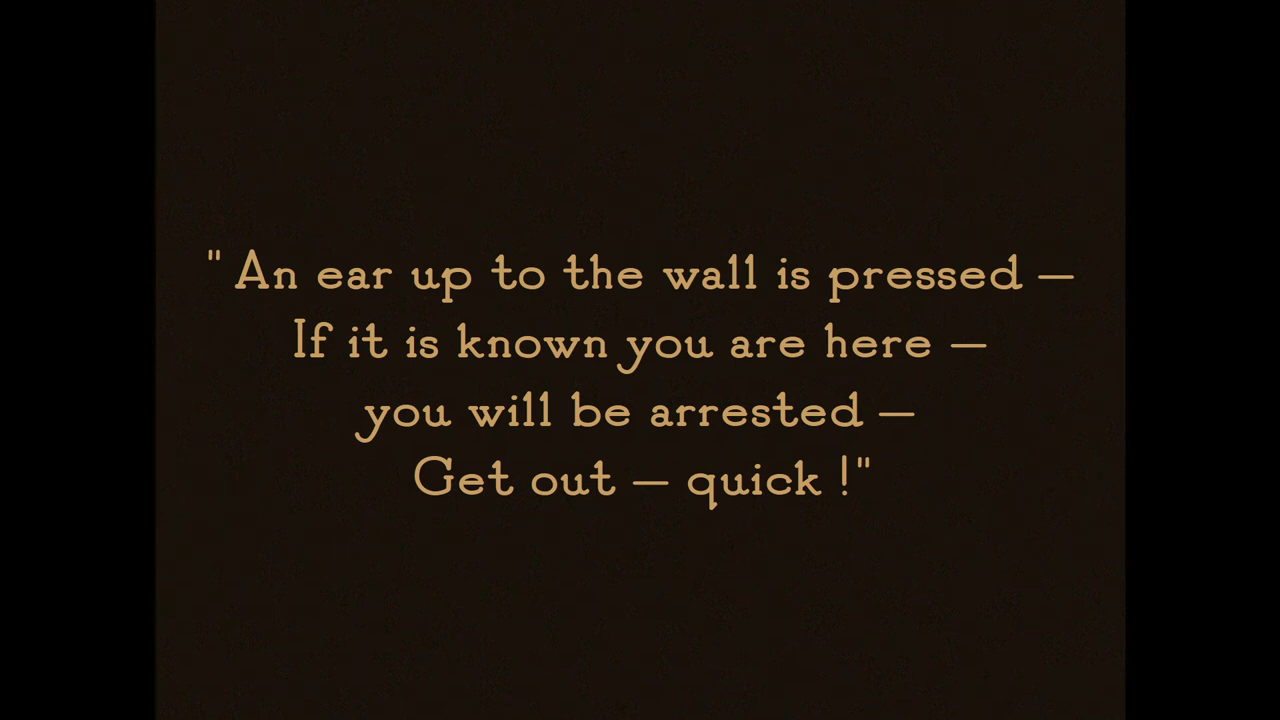 " An ear up to the wall is pressed —
If it is known you are here —
you will be arrested —
Get out — quick !"